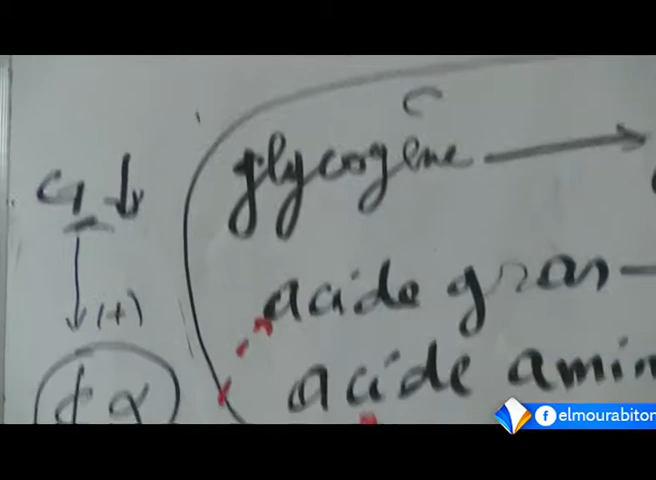 glycogène
G ↓
acide gras
(+)
acide amin
α
elmourabiton